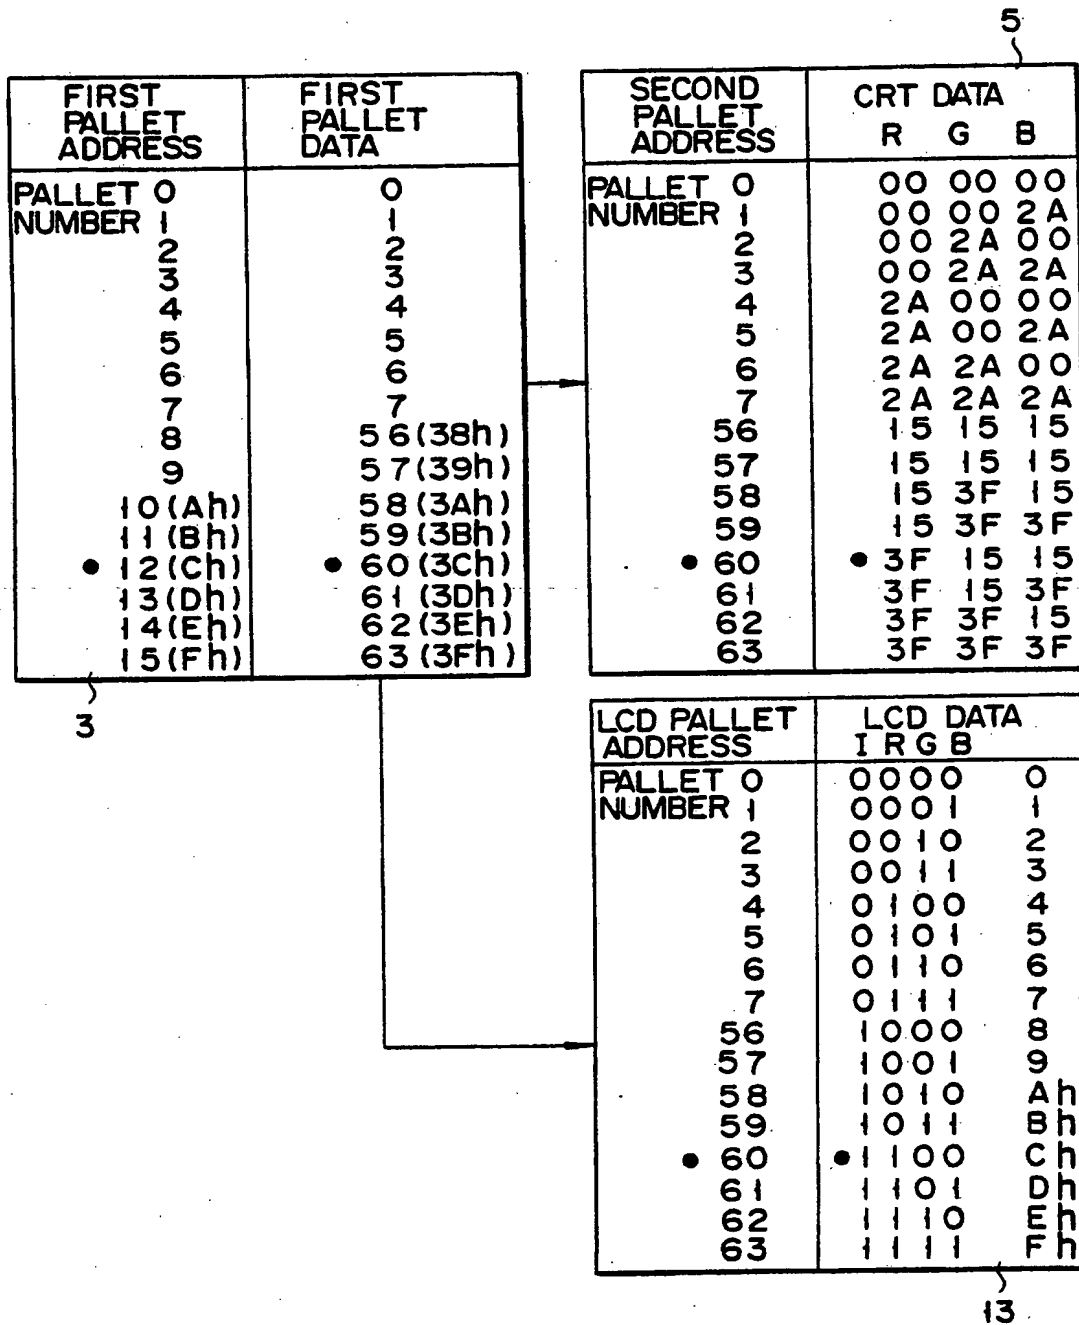 5
FIRST PALLET ADDRESS FIRST PALLET DATA
PALLET NUMBER 0 0
1 1
2 2
3 3
4 4
5 5
6 6
7 7
8 56(38h)
9 57(39h)
10(Ah) 58(3Ah)
11(Bh) 59(3Bh)
● 12(Ch) ● 60(3Ch)
13(Dh) 61(3Dh)
14(Eh) 62(3Eh)
15(Fh) 63(3Fh)
3
SECOND PALLET ADDRESS CRT DATA
R G B
PALLET NUMBER 0 00 00 00
1 00 00 2A
2 00 2A 00
3 00 2A 2A
4 2A 00 00
5 2A 00 2A
6 2A 2A 00
7 2A 2A 2A
56 15 15 15
57 15 15 15
58 15 3F 15
59 15 3F 3F
● 60 ● 3F 15 15
61 3F 15 3F
62 3F 3F 15
63 3F 3F 3F
LCD PALLET ADDRESS LCD DATA
I R G B
PALLET NUMBER 0 0000 0
1 0001 1
2 0010 2
3 0011 3
4 0100 4
5 0101 5
6 0110 6
7 0111 7
56 1000 8
57 1001 9
58 1010 Ah
59 1011 Bh
● 60 ● 1100 Ch
61 1101 Dh
62 1110 Eh
63 1111 Fh
13